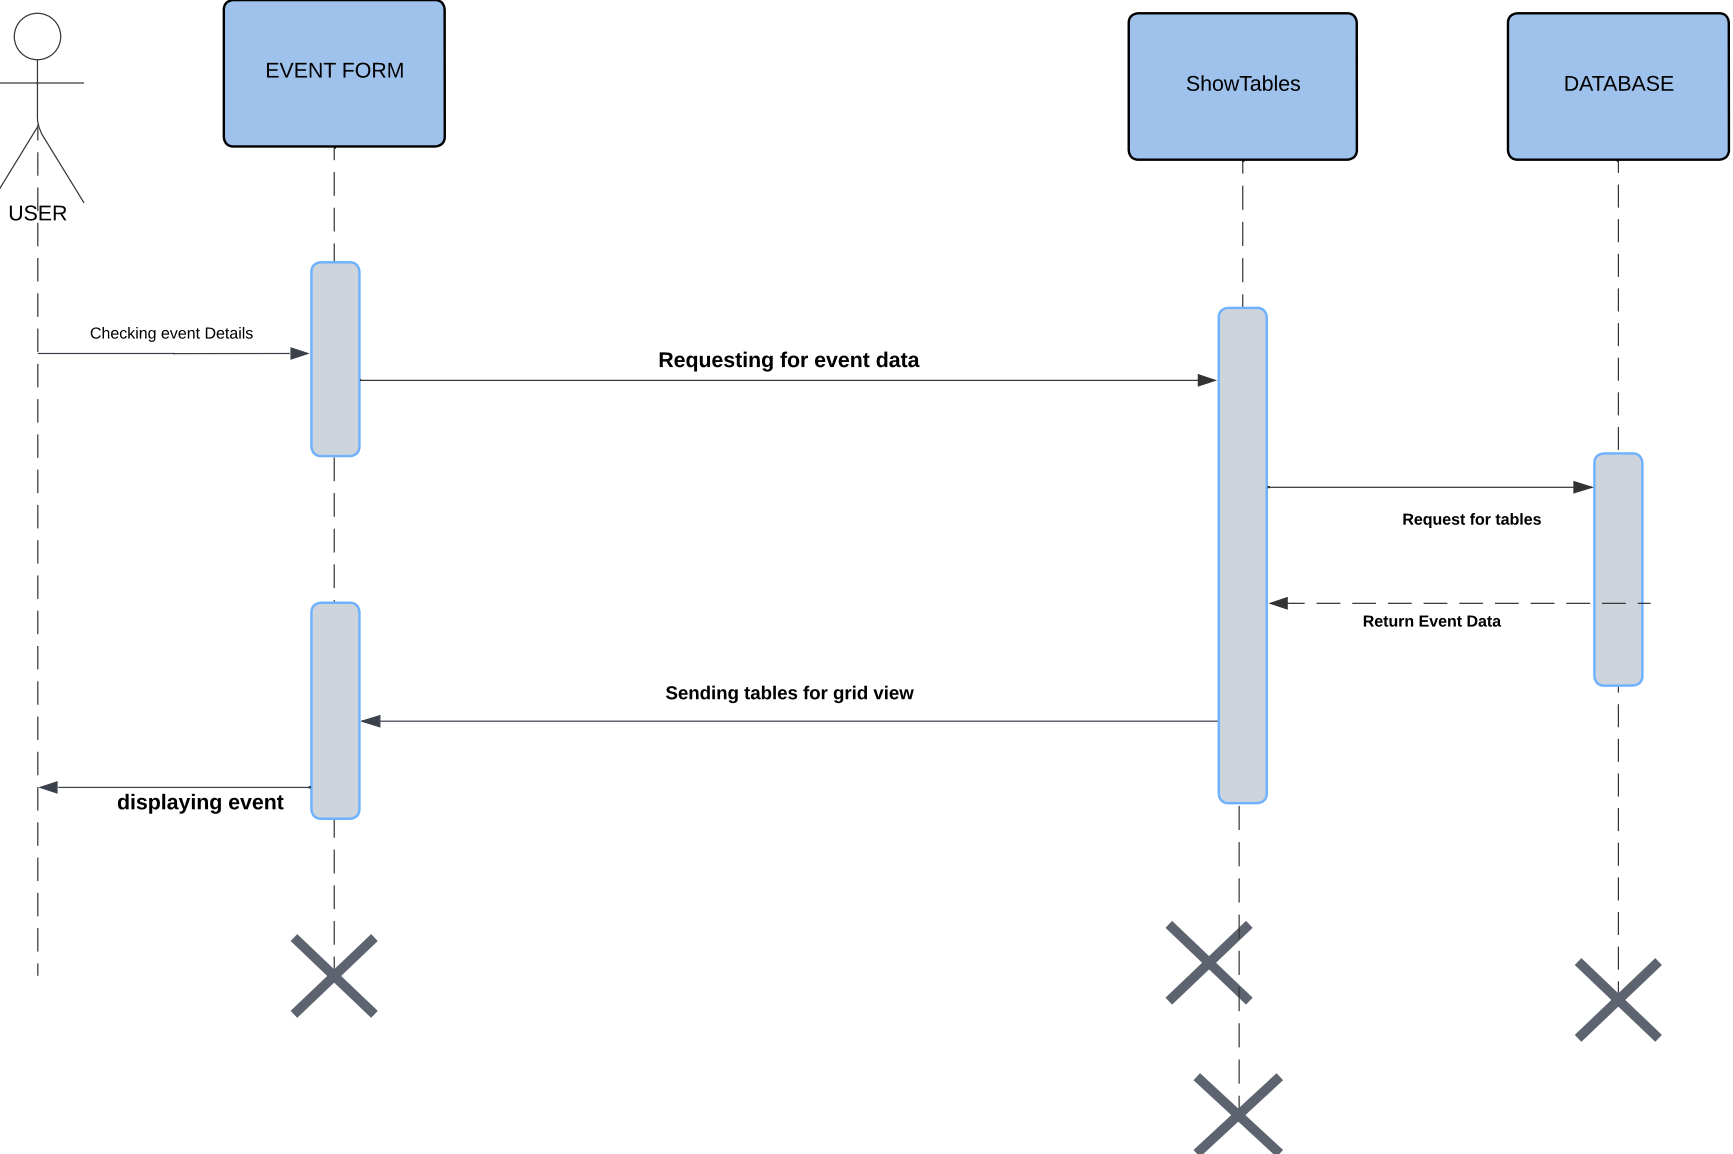 EVENT FORM
ShowTables
DATABASE
USER
Checking event Details
Requesting for event data
Request for tables
Return Event Data
Sending tables for grid view
displaying event